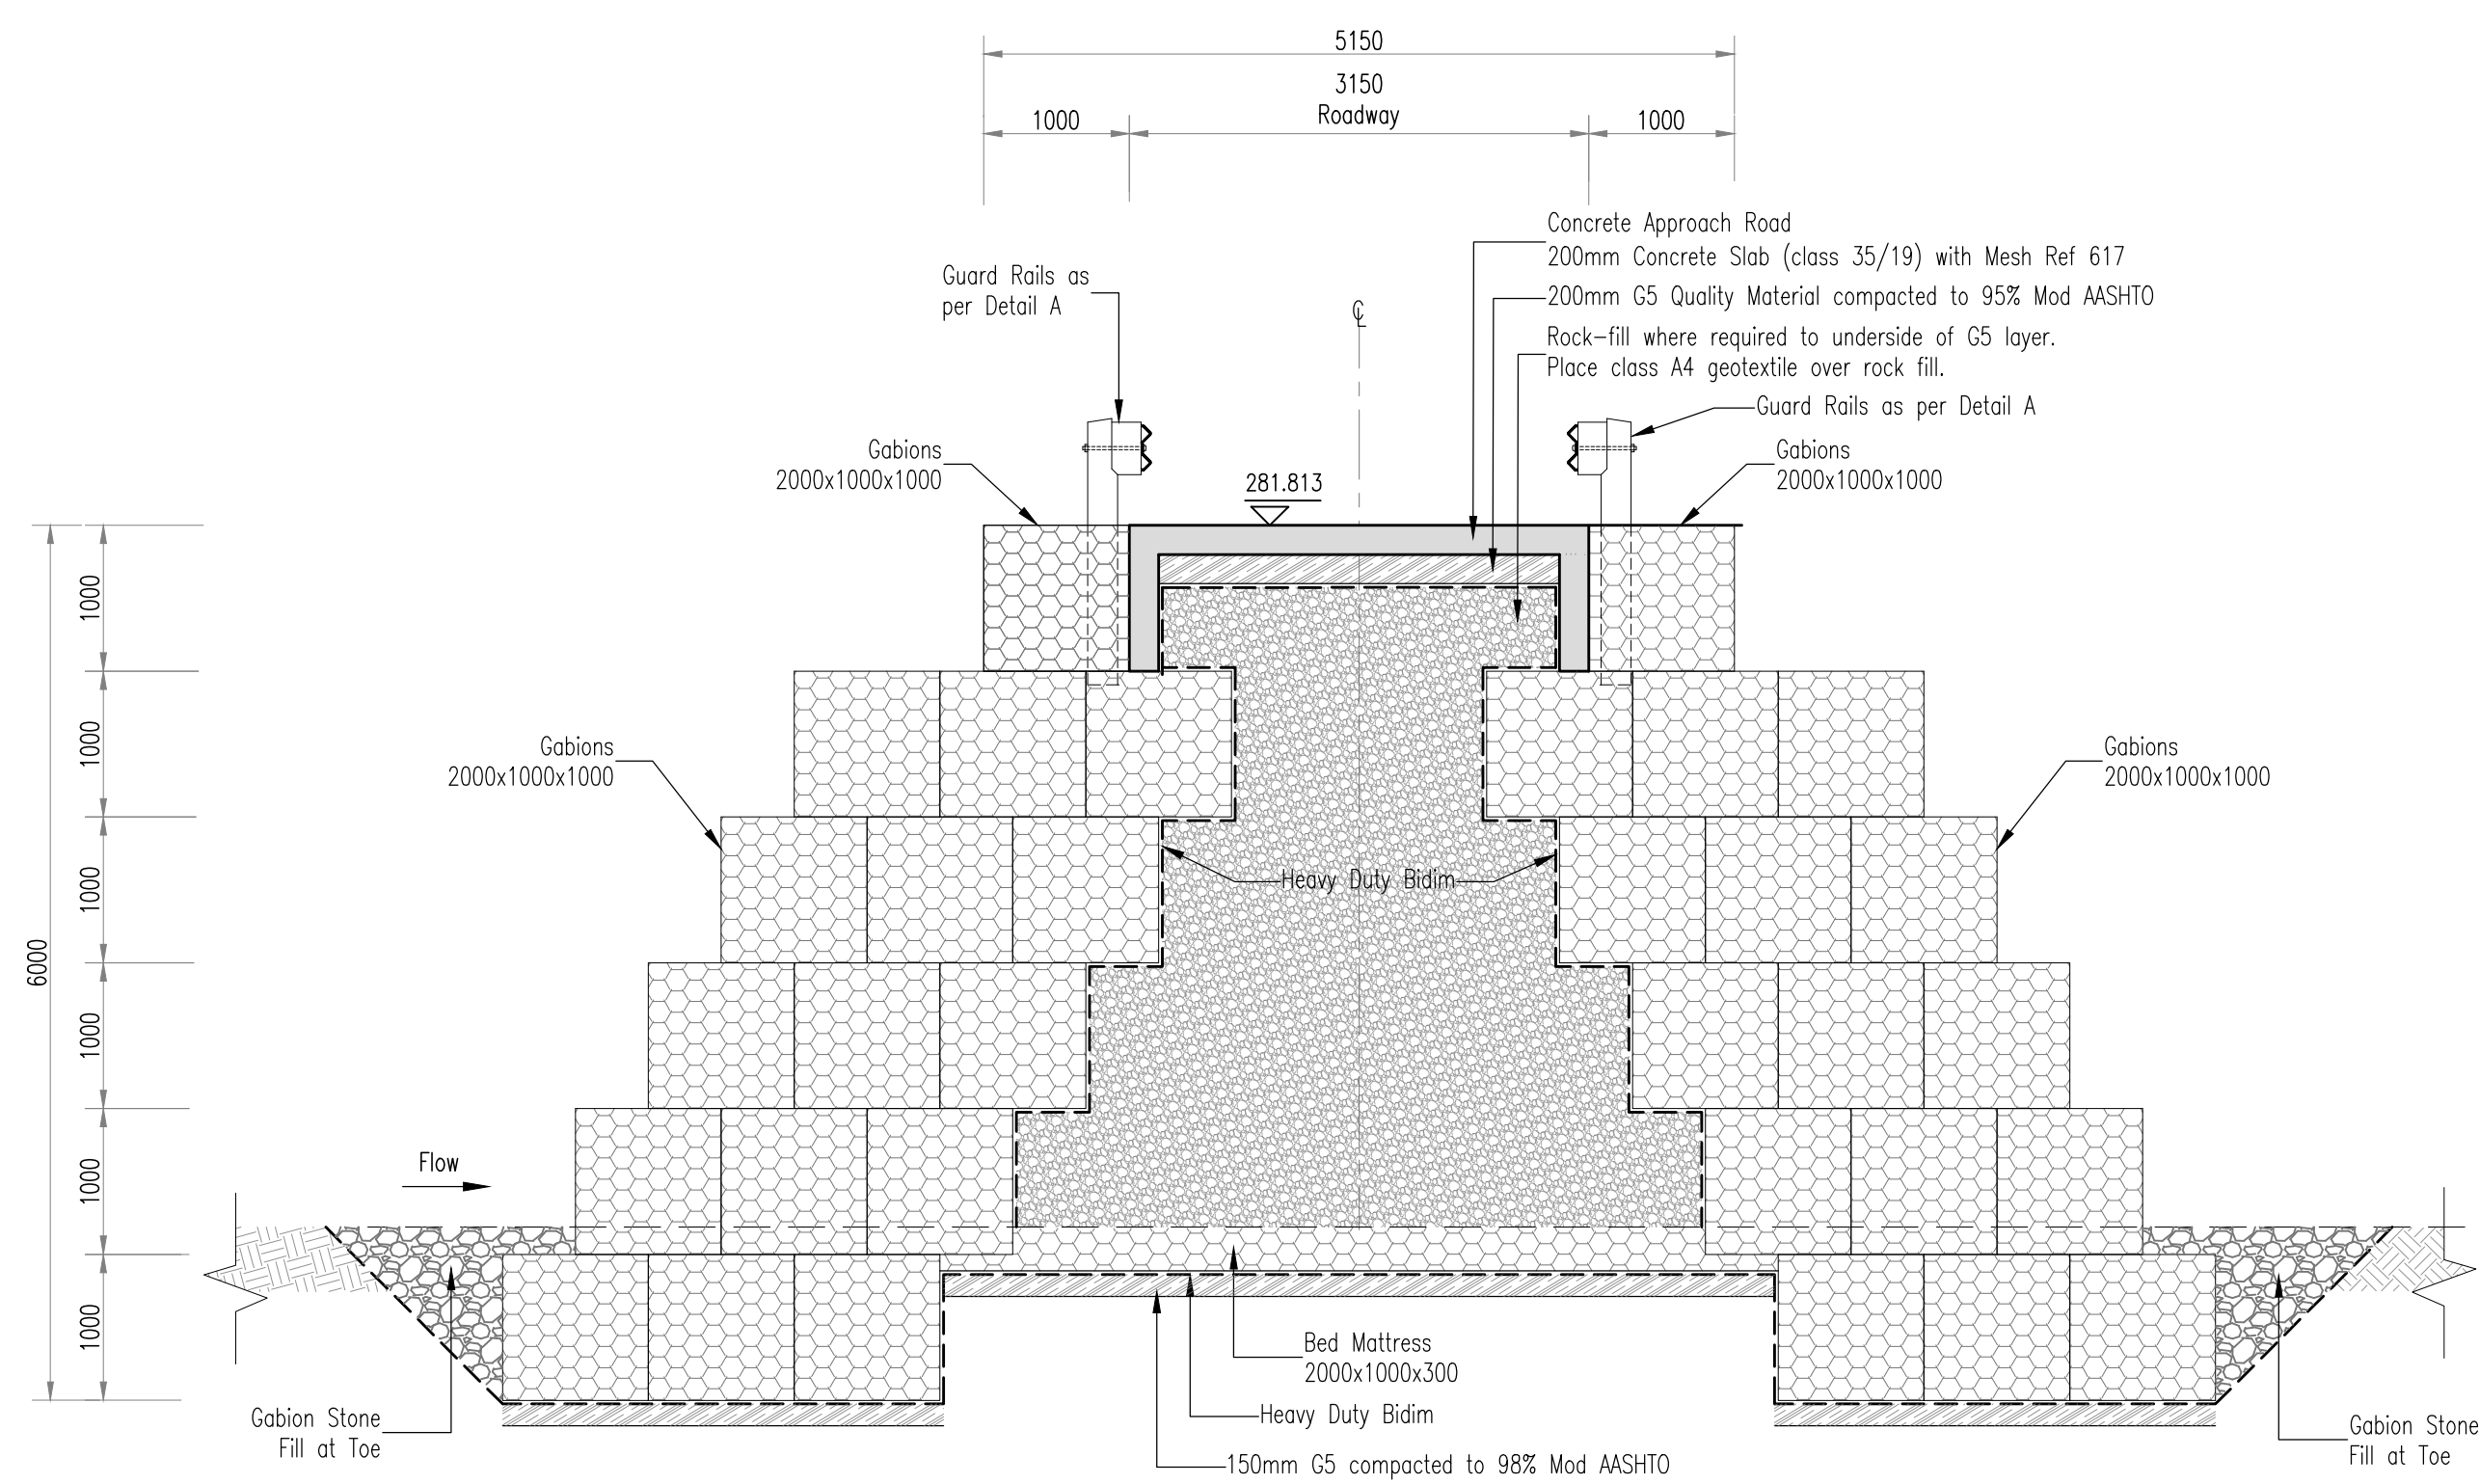 5150
3150
1000
Roadway
1000
Concrete Approach Road
200mm Concrete Slab (class 35/19) with Mesh Ref 617
Guard Rails as
per Detail A
200mm G5 Quality Material compacted to 95% Mod AASHTO
℄
Rock-fill where required to underside of G5 layer.
Place class A4 geotextile over rock fill.
Guard Rails as per Detail A
Gabions
2000x1000x1000
Gabions
2000x1000x1000
281.813
1000
1000
Gabions
2000x1000x1000
Gabions
2000x1000x1000
1000
Heavy Duty Bidim
6000
1000
Flow
1000
1000
Bed Mattress
2000x1000x300
Gabion Stone
Fill at Toe
Heavy Duty Bidim
Gabion Stone
Fill at Toe
150mm G5 compacted to 98% Mod AASHTO